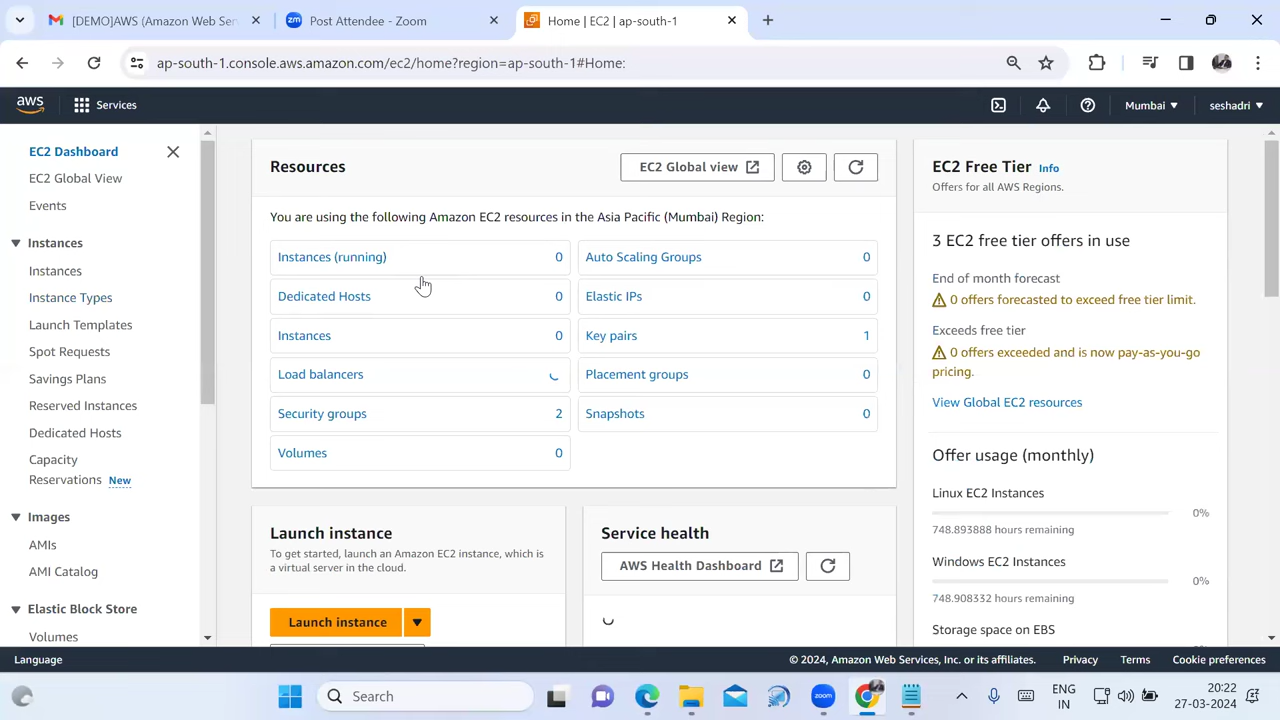 [DEMO]AWS (Amazon Web Ser
Post Attendee - Zoom
Home | EC2 | ap-south-1
ap-south-1.console.aws.amazon.com/ec2/home?region=ap-south-1#Home:
aws
Services
Mumbai
seshadri
EC2 Dashboard
EC2 Global View
Events
Instances
Instances
Instance Types
Launch Templates
Spot Requests
Savings Plans
Reserved Instances
Dedicated Hosts
Capacity
Reservations New
Images
AMIs
AMI Catalog
Elastic Block Store
Volumes
Resources
EC2 Global view
You are using the following Amazon EC2 resources in the Asia Pacific (Mumbai) Region:
Instances (running) 0
Auto Scaling Groups 0
Dedicated Hosts 0
Elastic IPs 0
Instances 0
Key pairs 1
Load balancers
Placement groups 0
Security groups 2
Snapshots 0
Volumes 0
Launch instance
To get started, launch an Amazon EC2 instance, which is
a virtual server in the cloud.
Launch instance
Service health
AWS Health Dashboard
EC2 Free Tier Info
Offers for all AWS Regions.
3 EC2 free tier offers in use
End of month forecast
0 offers forecasted to exceed free tier limit.
Exceeds free tier
0 offers exceeded and is now pay-as-you-go
pricing.
View Global EC2 resources
Offer usage (monthly)
Linux EC2 Instances
0%
748.893888 hours remaining
Windows EC2 Instances
0%
748.908332 hours remaining
Storage space on EBS
Language
© 2024, Amazon Web Services, Inc. or its affiliates.
Privacy
Terms
Cookie preferences
Search
zoom
ENG
IN
20:22
27-03-2024